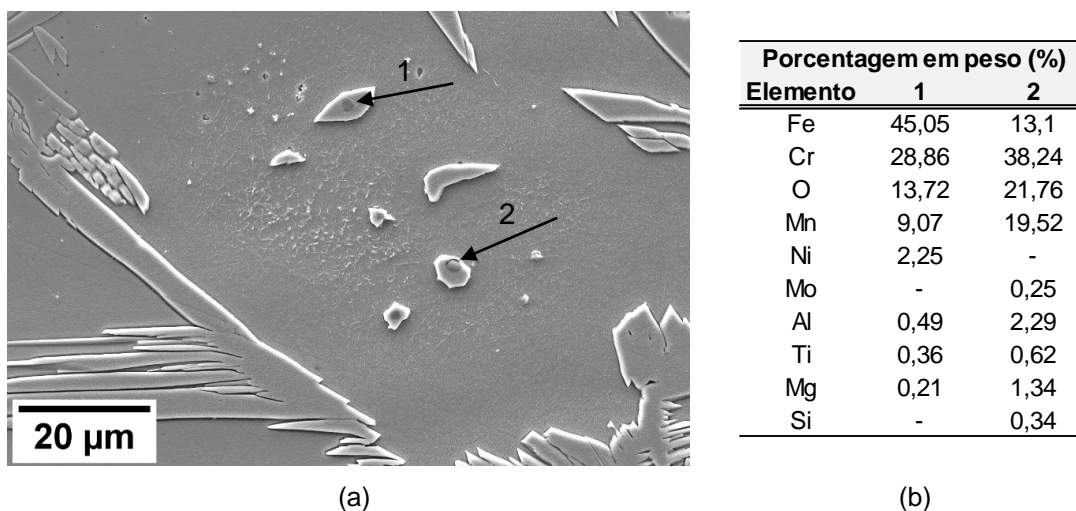 1
2
20 µm
(a)
Porcentagem em peso (%)
Elemento 1 2
Fe 45,05 13,1
Cr 28,86 38,24
O 13,72 21,76
Mn 9,07 19,52
Ni 2,25 -
Mo - 0,25
Al 0,49 2,29
Ti 0,36 0,62
Mg 0,21 1,34
Si - 0,34
(b)